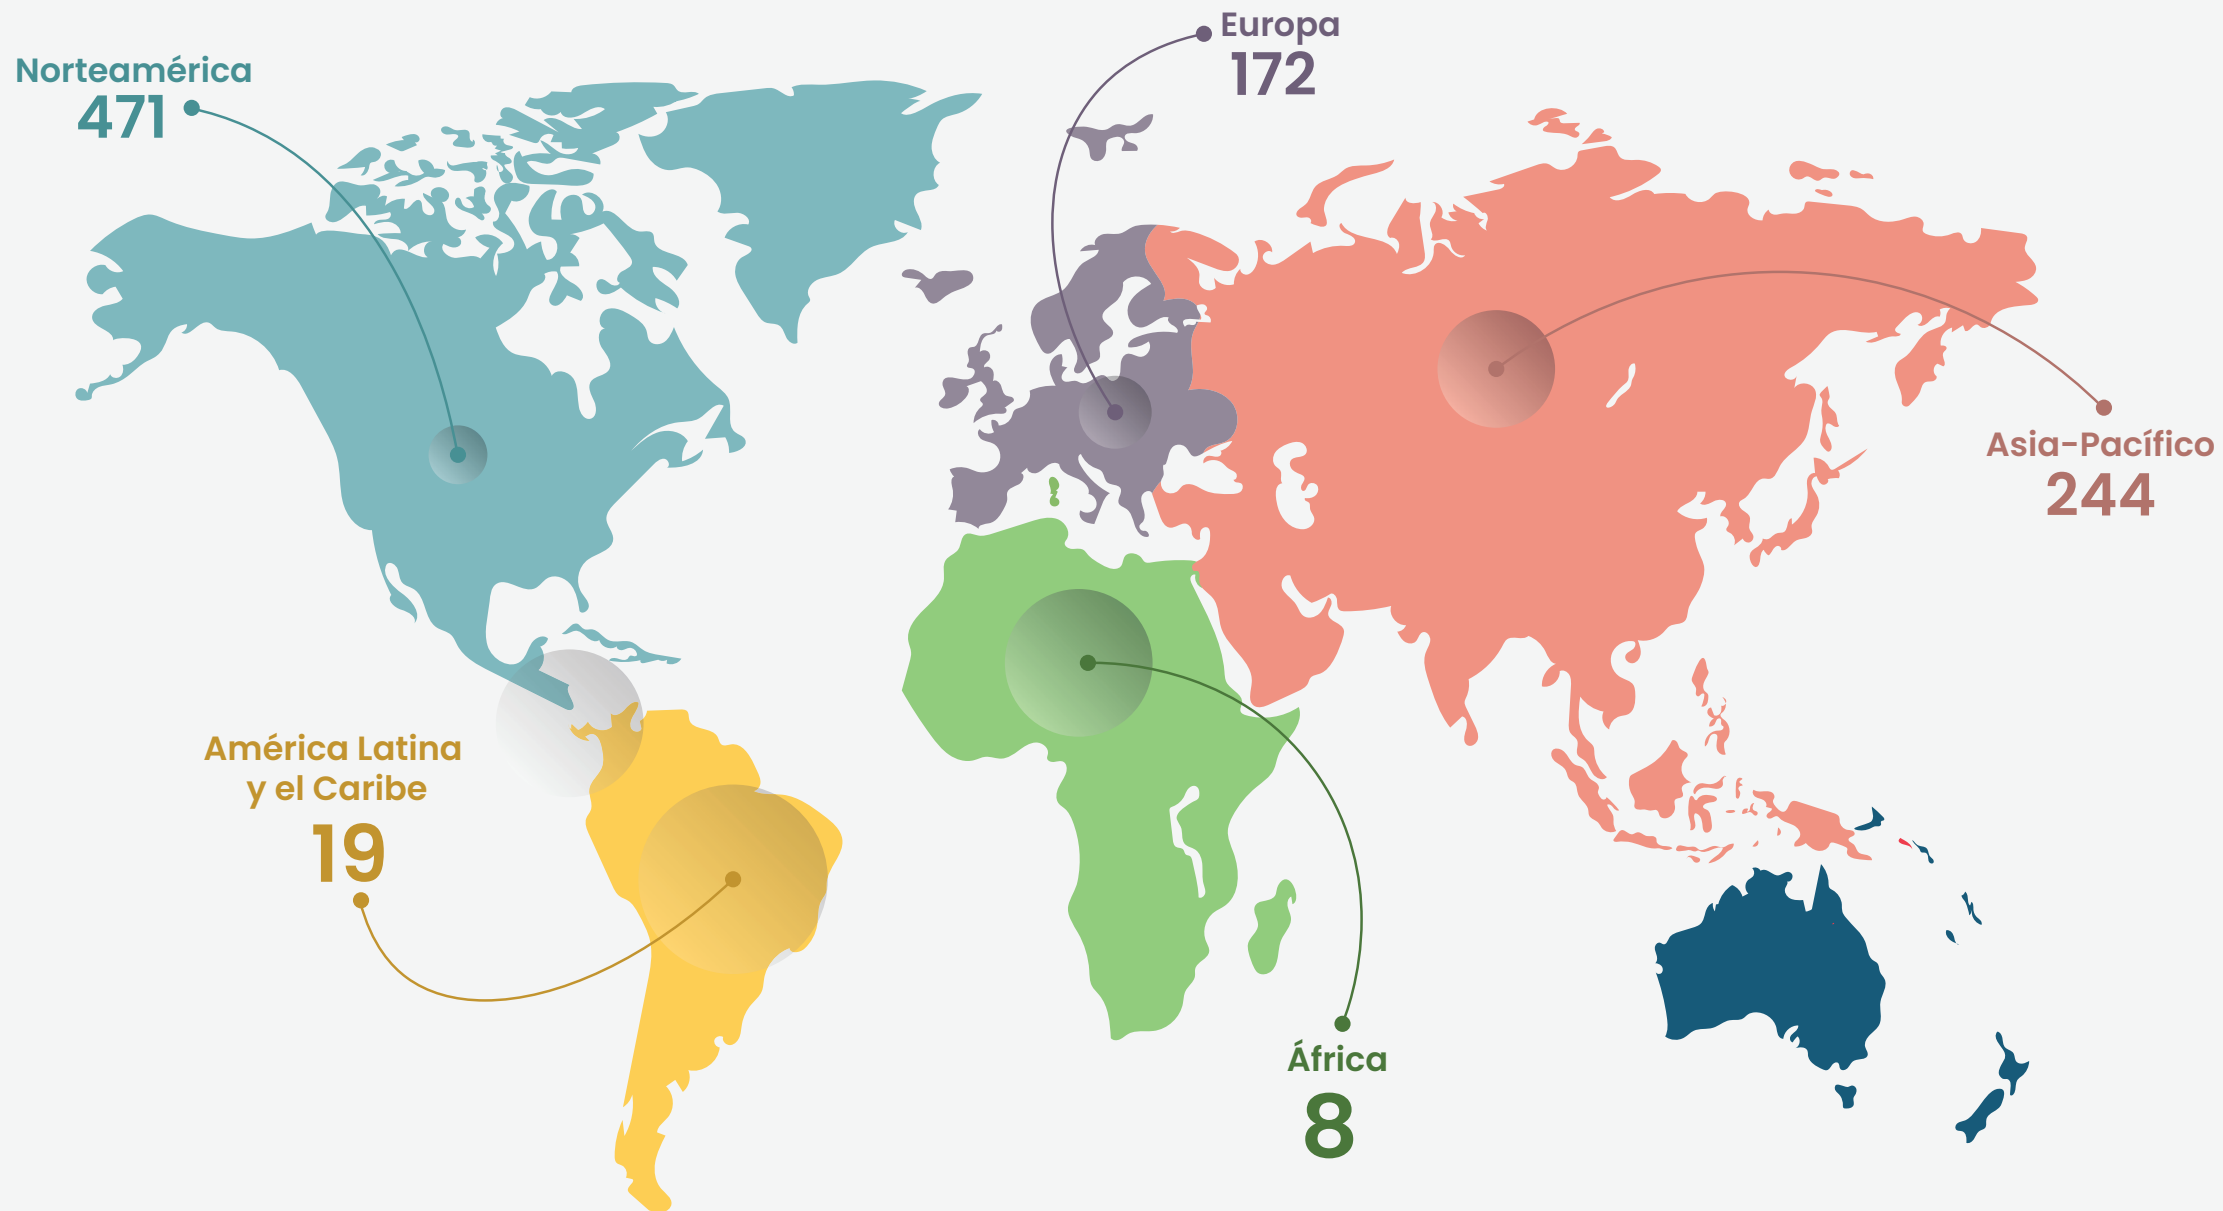 Europa
172
Norteamérica
471
Asia-Pacífico
244
América Latina
y el Caribe
19
África
8